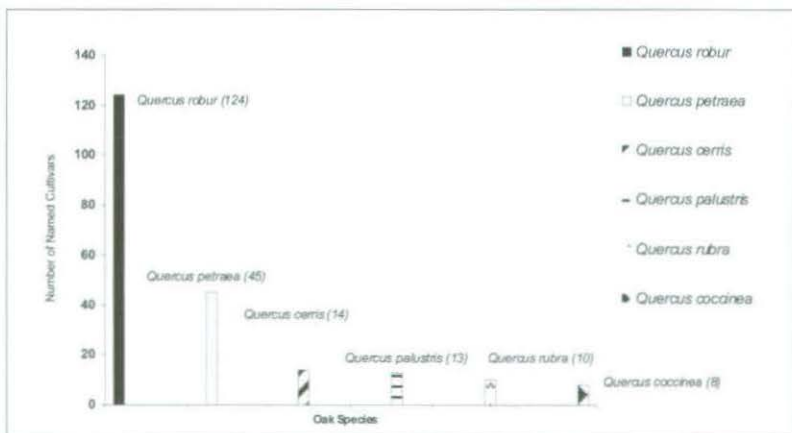 140
120
100
80
60
40
20
0
Number of Named Cultivars
Quercus robur (124)
Quercus petraea (45)
Quercus cerris (14)
Quercus palustris (13)
Quercus rubra (10)
Quercus coccinea (8)
Oak Species
Quercus robur
Quercus petraea
Quercus cerris
Quercus palustris
Quercus rubra
Quercus coccinea